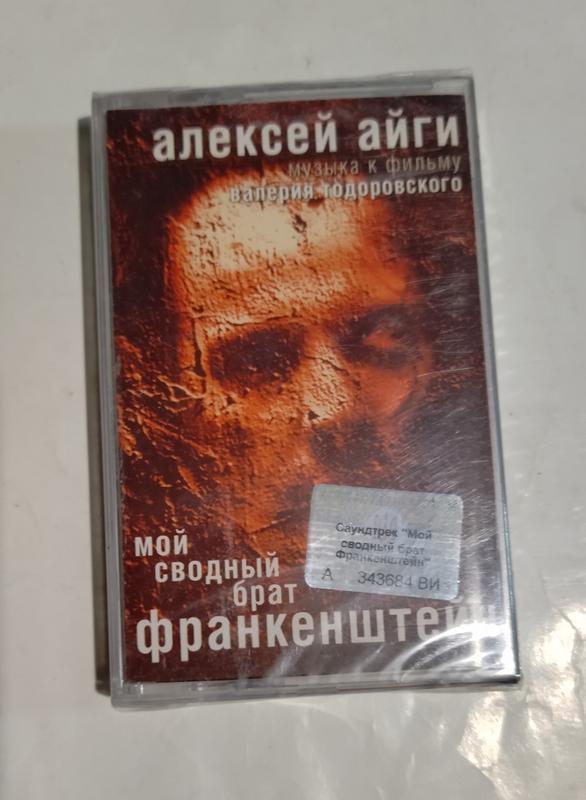 алексей айги
музыка к фильму
валерия тодоровского
мой
сводный
брат
франкенштейн
Саундтрек "Мой
сводный брат
Франкенштейн"
А 343684 ВИ